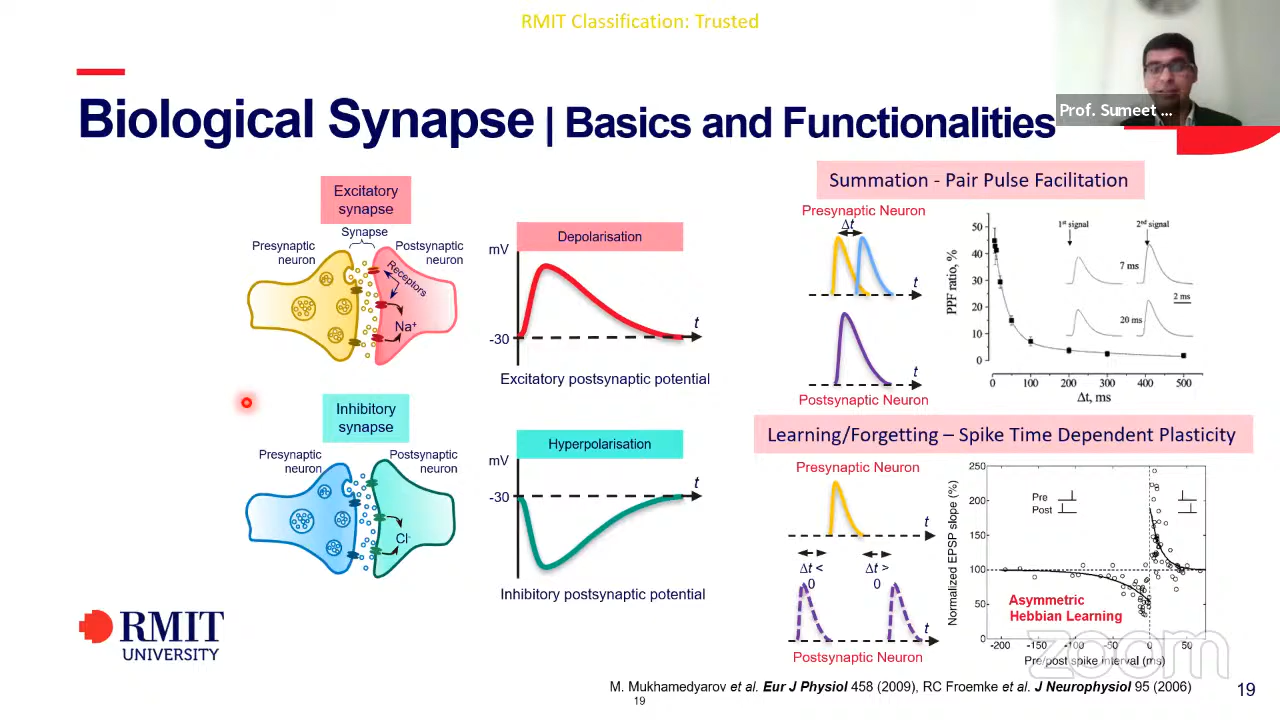 RMIT Classification: Trusted
Prof. Sumeet ...
Biological Synapse | Basics and Functionalities
Excitatory
synapse
Synapse
Presynaptic
neuron
Postsynaptic
neuron
Receptors
Na⁺
mV
Depolarisation
-30
t
Excitatory postsynaptic potential
Inhibitory
synapse
Presynaptic
neuron
Postsynaptic
neuron
Cl⁻
mV
Hyperpolarisation
-30
t
Inhibitory postsynaptic potential
Summation - Pair Pulse Facilitation
Presynaptic Neuron
Δt
t
t
Postsynaptic Neuron
PPF ratio, %
50
40
30
20
10
0
1st signal
2nd signal
7 ms
2 ms
20 ms
0 100 200 300 400 500
Δt, ms
Learning/Forgetting – Spike Time Dependent Plasticity
Presynaptic Neuron
t
Δt <
0
Δt >
0
t
Postsynaptic Neuron
Normalized EPSP slope (%)
250
200
150
100
50
0
Pre
Post
Asymmetric
Hebbian Learning
-200 -150 -100 -50 0 50
Pre/post spike interval (ms)
zoom
RMIT
UNIVERSITY
M. Mukhamedyarov et al. Eur J Physiol 458 (2009), RC Froemke et al. J Neurophysiol 95 (2006)
19
19